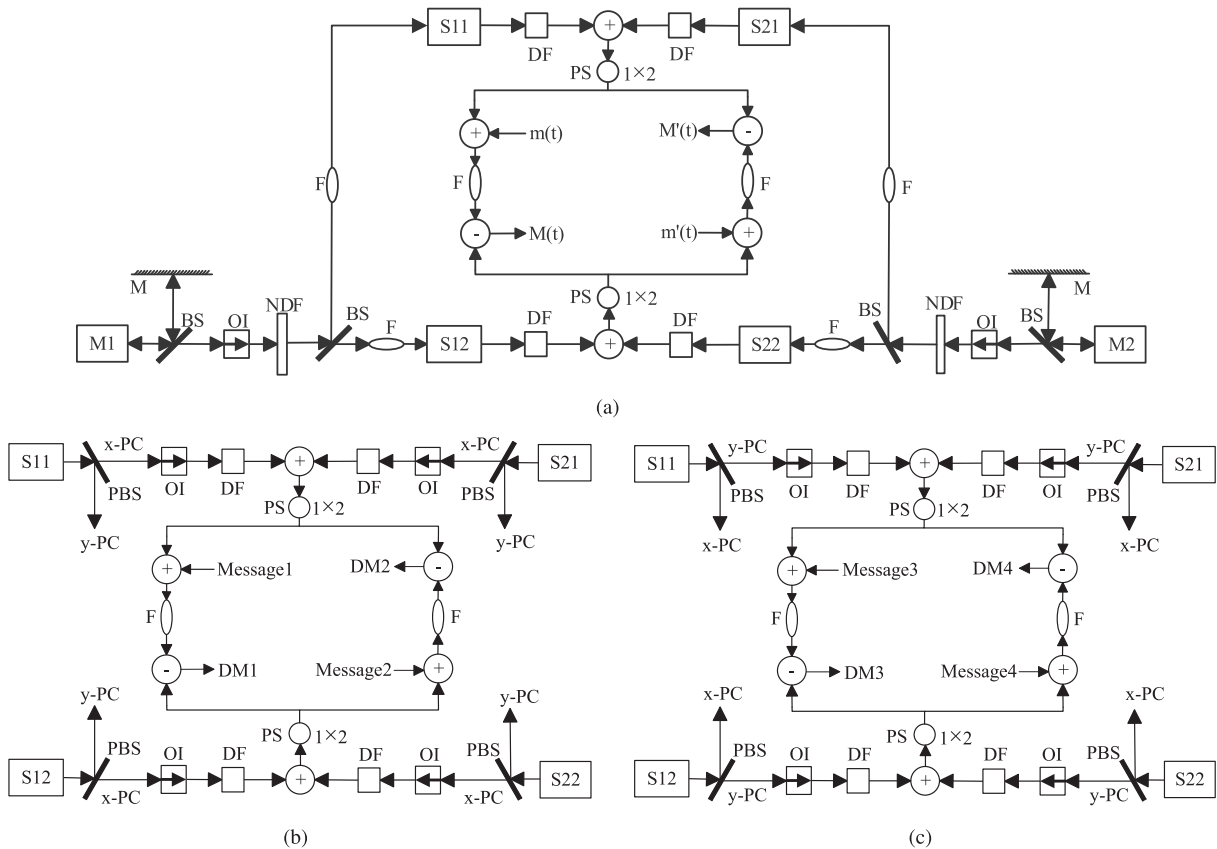 S11
DF
+
DF
S21
PS 1×2
+ m(t)
M'(t) -
F
F
F
F
- M(t)
m'(t) +
M
M
PS 1×2
NDF
BS
BS
NDF
BS OI
F
DF
DF
F
OI BS
M1
S12
+
S22
M2
(a)
S11
x-PC
+
x-PC
S21
PBS OI DF
DF OI PBS
PS 1×2
y-PC
y-PC
+ Message1
DM2 -
F
F
- DM1
Message2 +
y-PC
y-PC
PS 1×2
PBS OI DF
DF OI PBS
S12
x-PC
+
x-PC
S22
(b)
S11
y-PC
+
y-PC
S21
PBS OI DF
DF OI PBS
PS 1×2
x-PC
x-PC
+ Message3
DM4 -
F
F
- DM3
Message4 +
x-PC
x-PC
PS 1×2
PBS OI DF
DF OI PBS
S12
y-PC
+
y-PC
S22
(c)